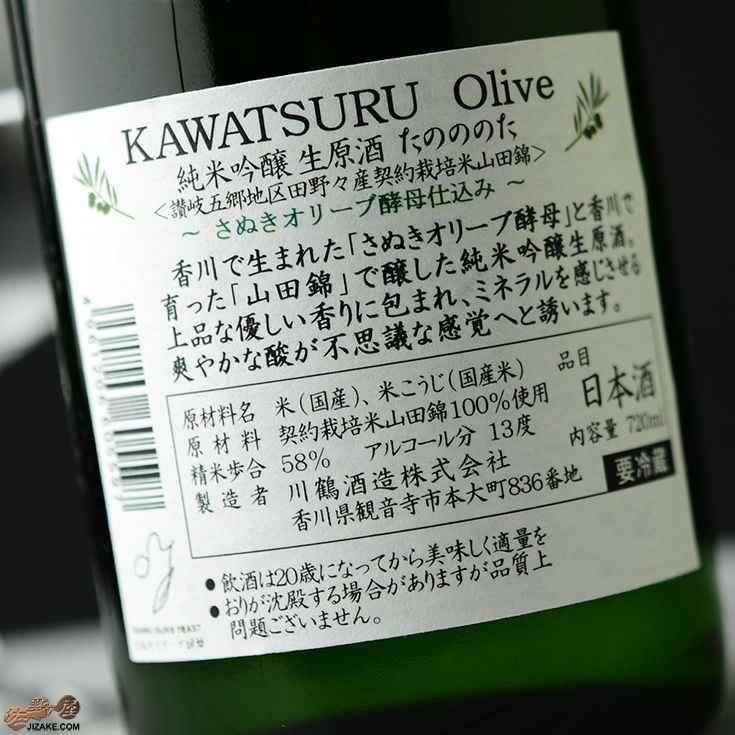 KAWATSURU Olive
純米吟醸 生原酒 たのののた
＜讃岐五郷地区田野々産契約栽培米山田錦＞
～ さぬきオリーブ酵母仕込み ～
香川で生まれた「さぬきオリーブ酵母」と香川で
育った「山田錦」で醸した純米吟醸生原酒。
上品な優しい香りに包まれ、ミネラルを感じさせる
爽やかな酸が不思議な感覚へと誘います。
原材料名 米（国産）、米こうじ（国産米）
原材料 契約栽培米山田錦100%使用
精米歩合 58% アルコール分 13度
製造者 川鶴酒造株式会社
香川県観音寺市本大町836番地
品目
日本酒
内容量 720ml
要冷蔵
●飲酒は20歳になってから美味しく適量を
●おりが沈殿する場合がありますが品質上
問題ございません。
OLIVE YEAST
JIZAKE.COM